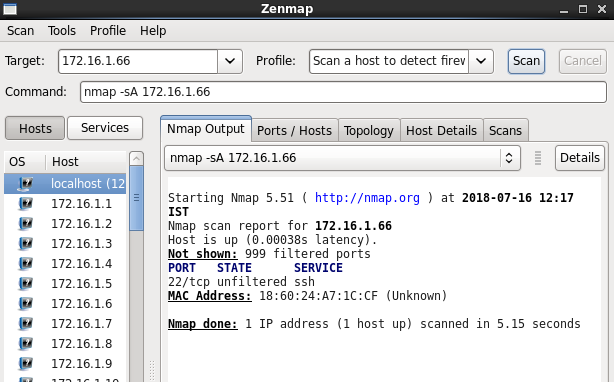 Zenmap
Scan Tools Profile Help
Target: 172.16.1.66 Profile: Scan a host to detect firew Scan Cancel
Command: nmap -sA 172.16.1.66
Hosts Services
OS Host
localhost (12
172.16.1.1
172.16.1.2
172.16.1.3
172.16.1.4
172.16.1.5
172.16.1.6
172.16.1.7
172.16.1.8
172.16.1.9
172.16.1.10
Nmap Output Ports / Hosts Topology Host Details Scans
nmap -sA 172.16.1.66 Details
Starting Nmap 5.51 ( http://nmap.org ) at 2018-07-16 12:17
IST
Nmap scan report for 172.16.1.66
Host is up (0.00038s latency).
Not shown: 999 filtered ports
PORT STATE SERVICE
22/tcp unfiltered ssh
MAC Address: 18:60:24:A7:1C:CF (Unknown)
Nmap done: 1 IP address (1 host up) scanned in 5.15 seconds